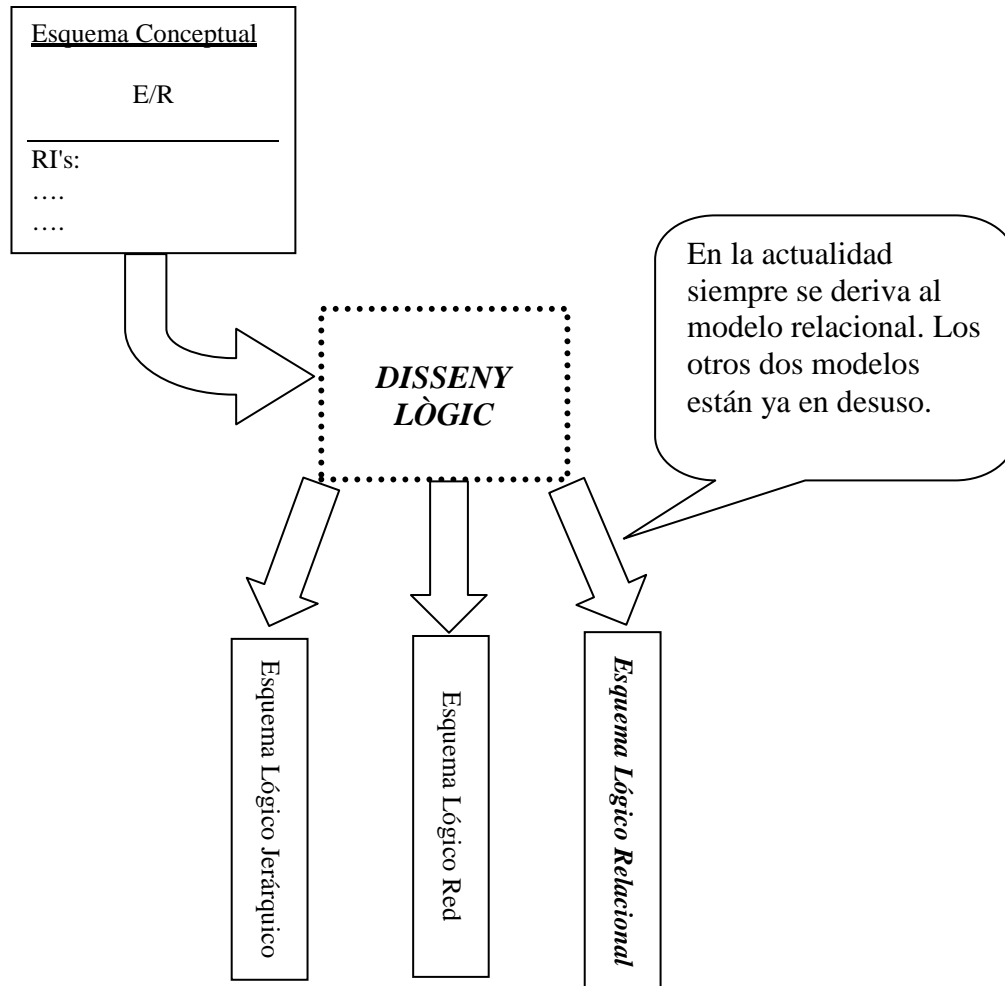 Esquema Conceptual
E/R
RI's:
....
....
En la actualidad
siempre se deriva al
modelo relacional. Los
otros dos modelos
están ya en desuso.
DISSENY
LÒGIC
Esquema Lógico Jerárquico
Esquema Lógico Red
Esquema Lógico Relacional